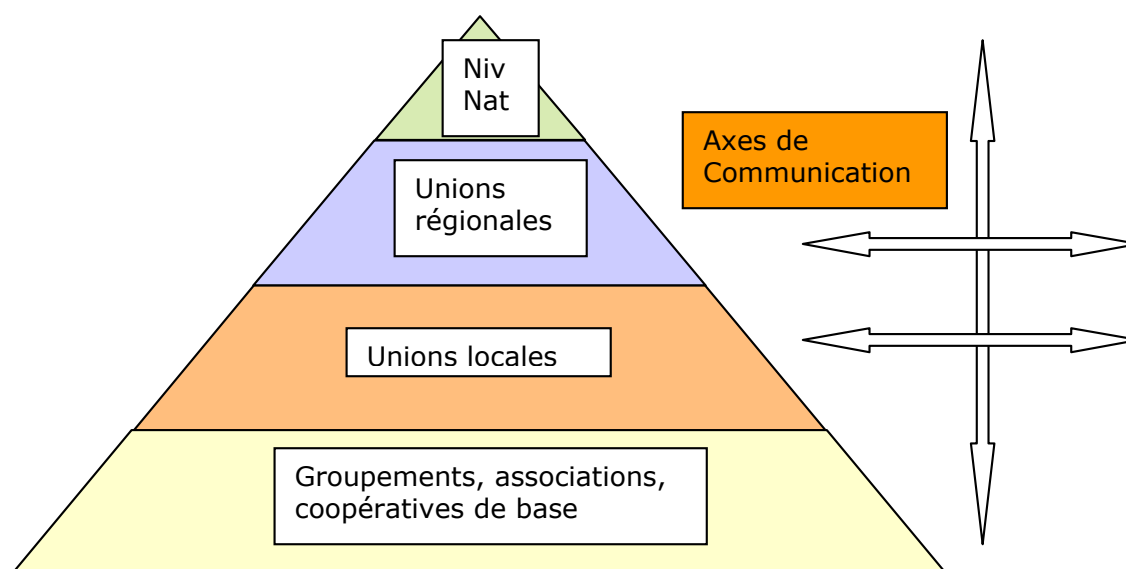 Niv
Nat
Axes de
Communication
Unions
régionales
Unions locales
Groupements, associations,
coopératives de base